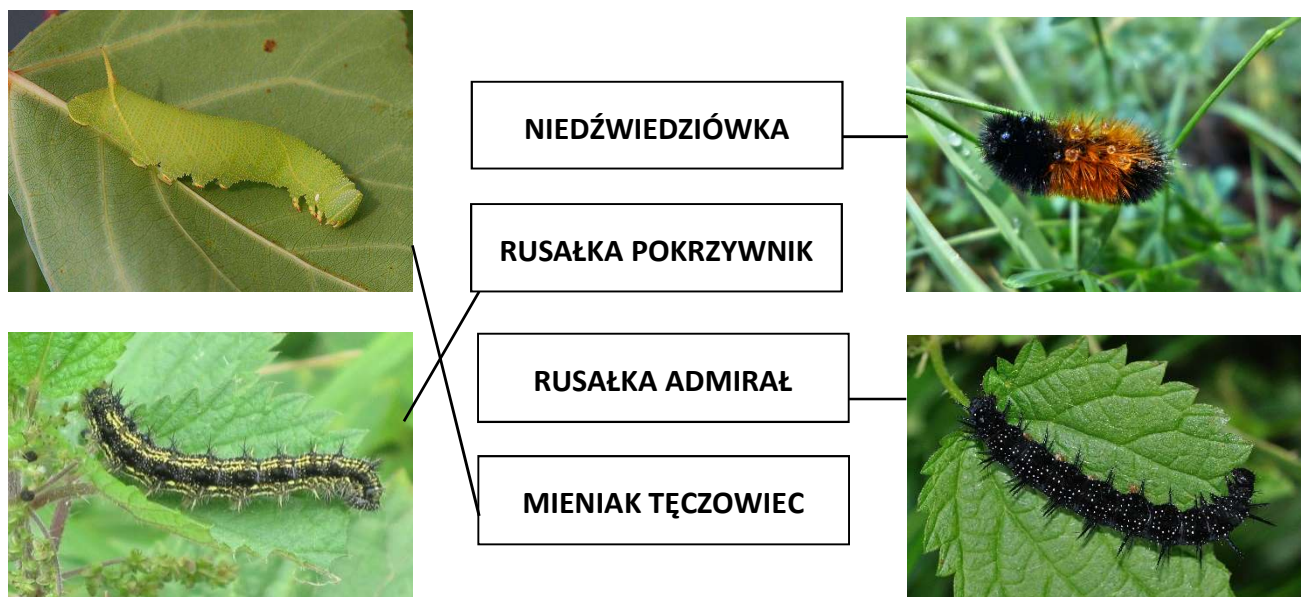 NIEDŹWIEDZIÓWKA
RUSAŁKA POKRZYWNIK
RUSAŁKA ADMIRAŁ
MIENIAK TĘCZOWIEC